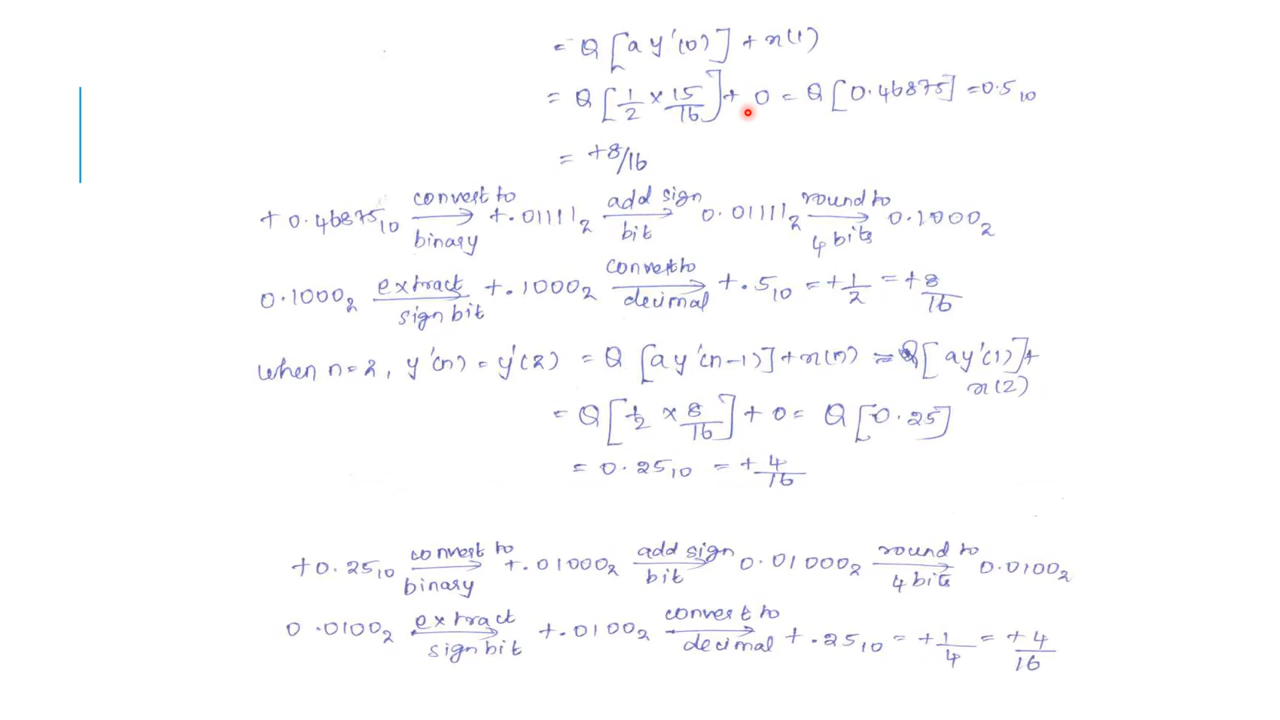 = Q [a y'(0)] + x(1)
= Q [1/2 × 15/16] + 0 = Q [0.46875] = 0.5₁₀
= +8/16
+ 0.46875₁₀ convert to binary → +.01111₂ add sign bit → 0.01111₂ round to 4 bits → 0.1000₂
0.1000₂ extract sign bit → +.1000₂ convert to decimal → +.5₁₀ = +1/2 = +8/16
when n=2, y'(n) = y'(2) = Q [a y'(n-1)] + x(n) = Q [a y'(1)] +
x(2)
= Q [1/2 × 8/16] + 0 = Q [0.25]
= 0.25₁₀ = +4/16
+0.25₁₀ convert to binary → +.01000₂ add sign bit → 0.01000₂ round to 4 bits → 0.0100₂
0.0100₂ extract sign bit → +.0100₂ convert to decimal → +.25₁₀ = +1/4 = +4/16